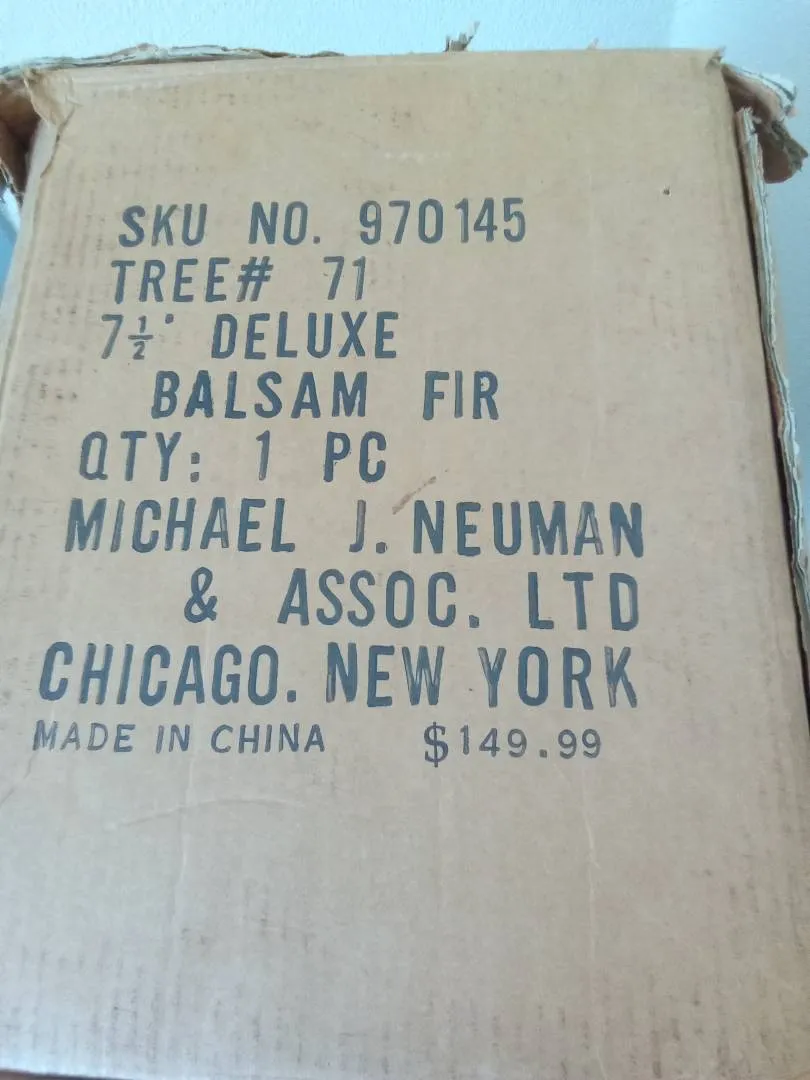 SKU NO. 970145
TREE# 71
7½' DELUXE
BALSAM FIR
QTY: 1 PC
MICHAEL J. NEUMAN
& ASSOC. LTD
CHICAGO. NEW YORK
MADE IN CHINA $149.99